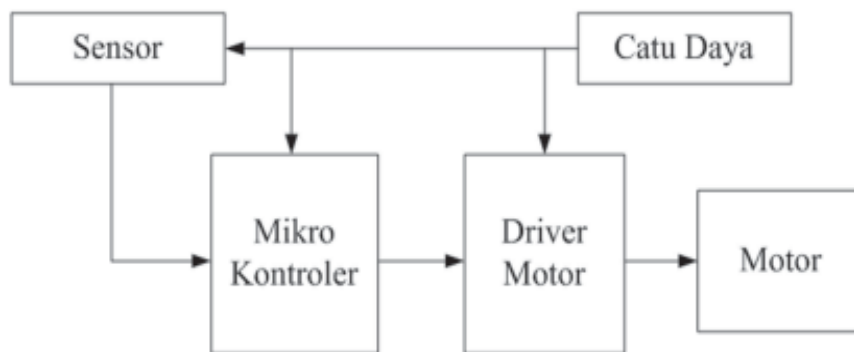 Sensor
Catu Daya
Mikro
Kontroler
Driver
Motor
Motor